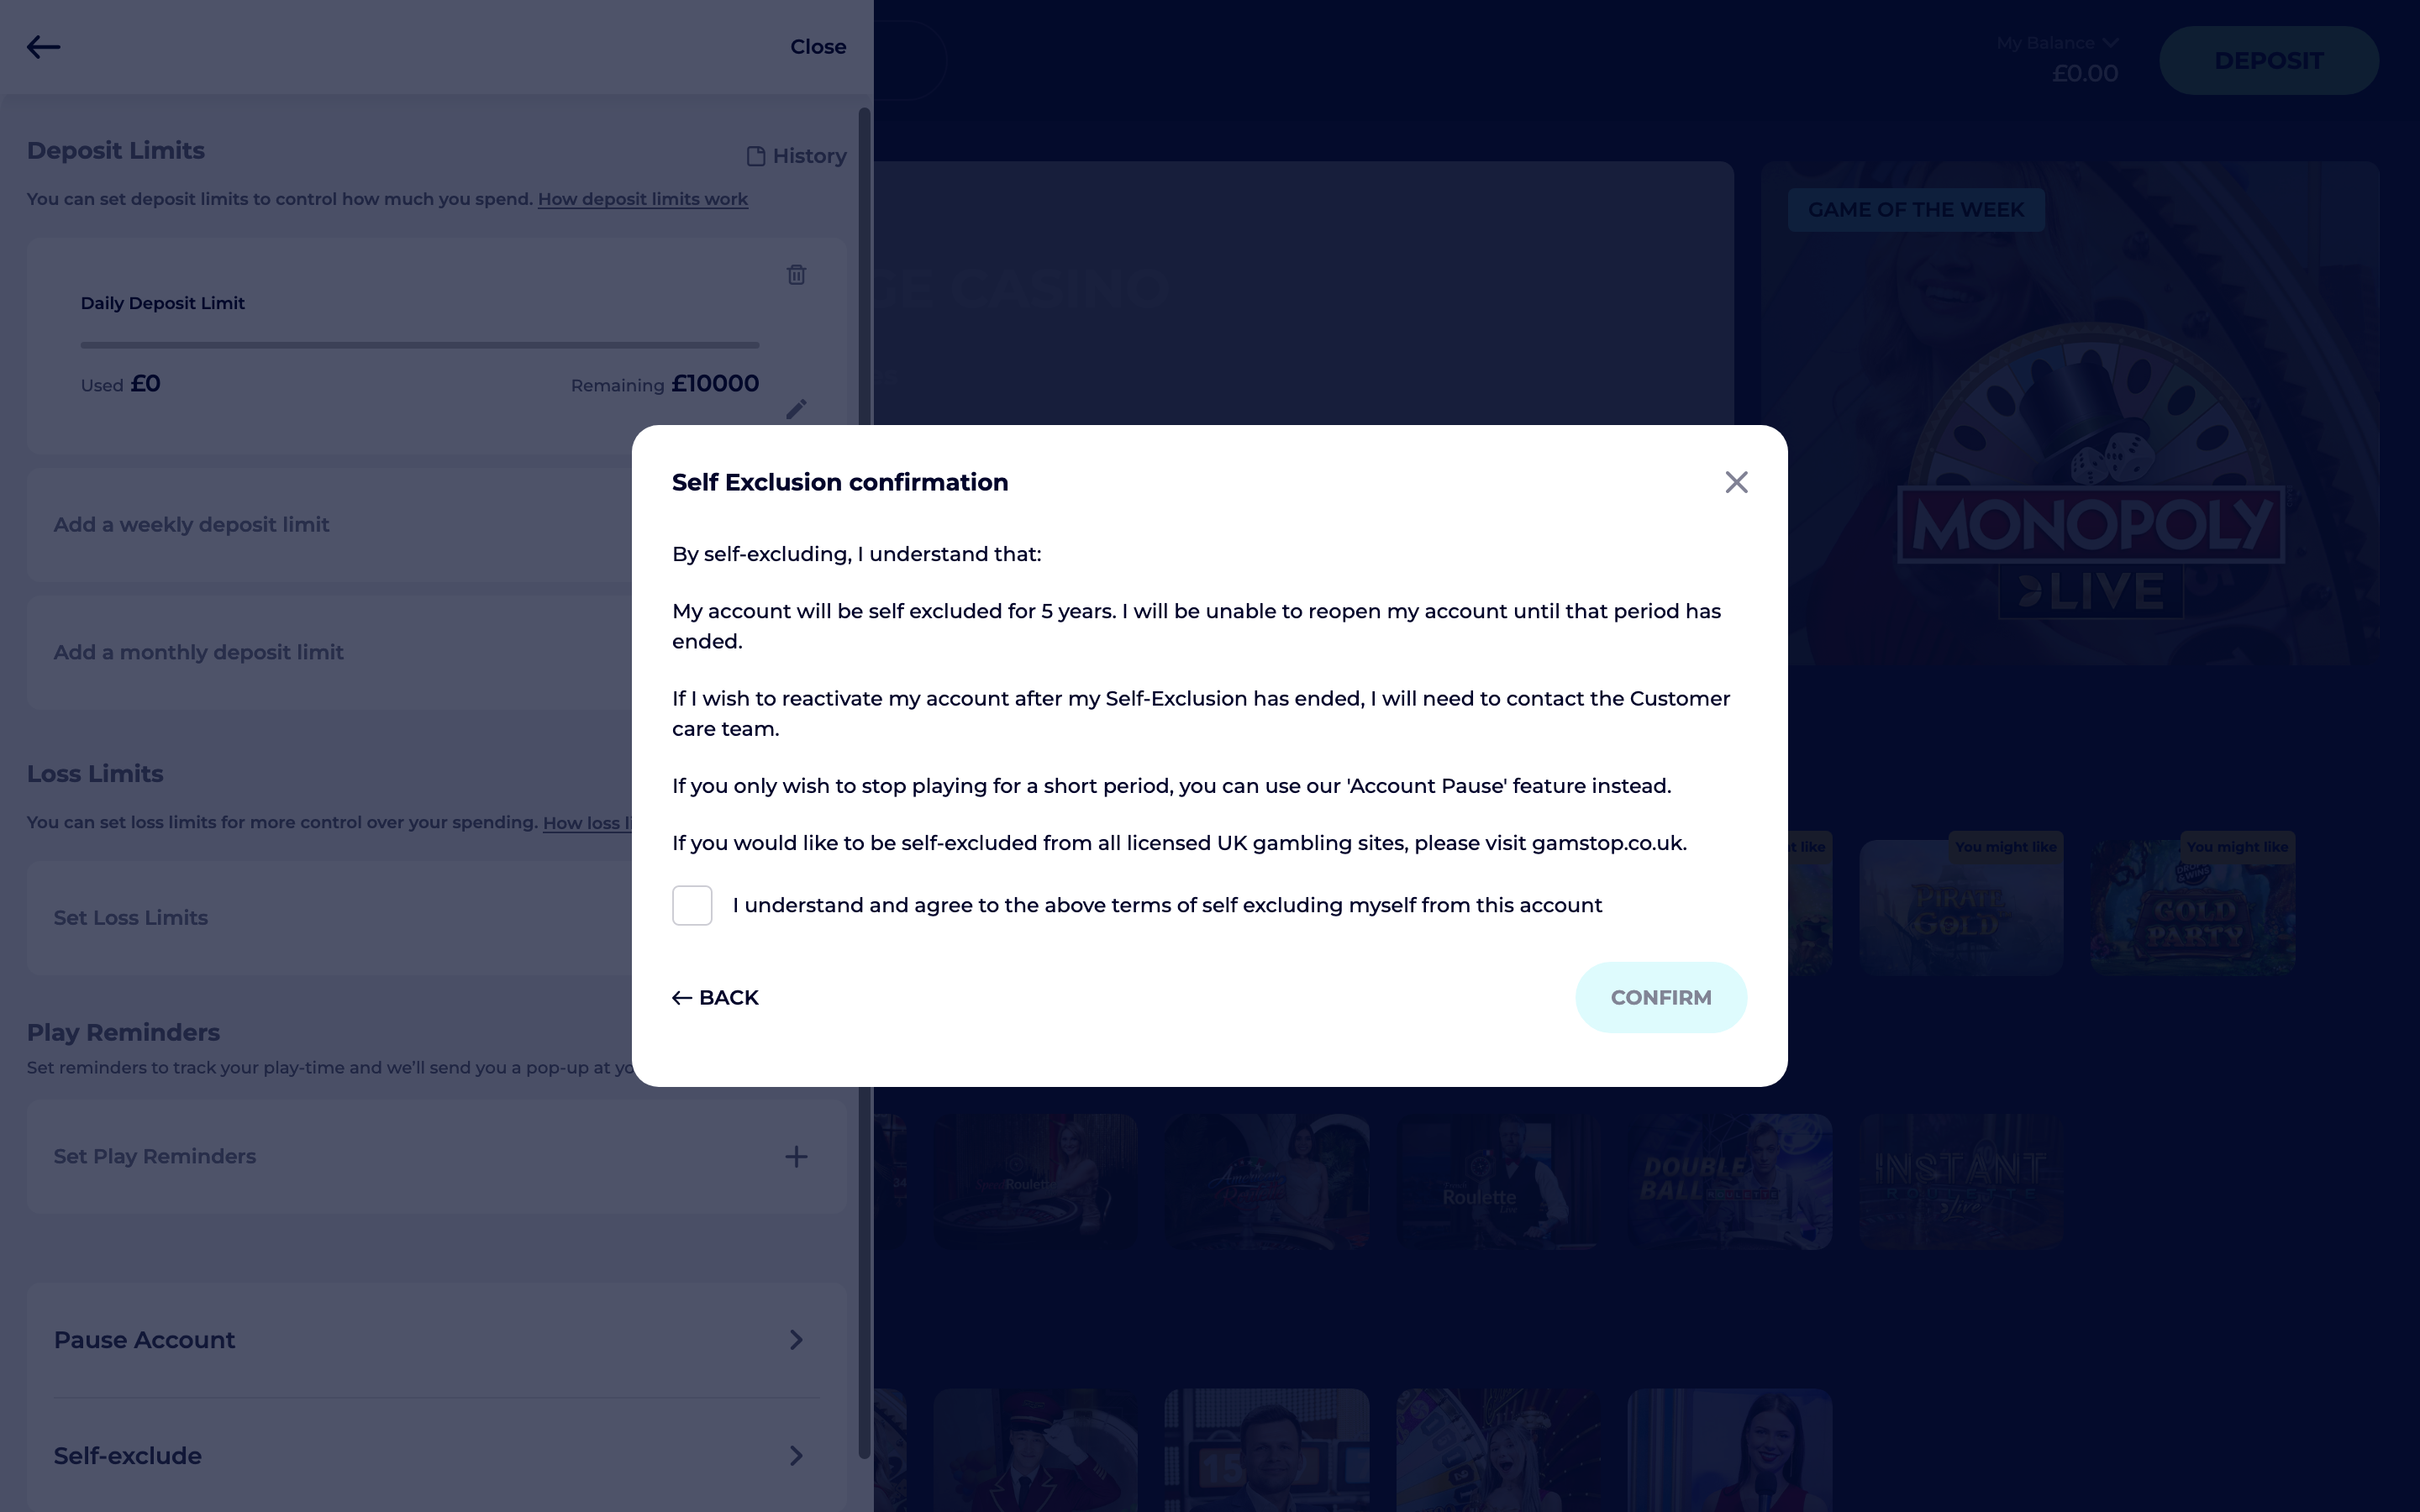 Close
My Balance
£0.00
DEPOSIT
Deposit Limits
History
You can set deposit limits to control how much you spend. How deposit limits work
Daily Deposit Limit
Used £0
Remaining £10000
Add a weekly deposit limit
Add a monthly deposit limit
Loss Limits
You can set loss limits for more control over your spending. How loss
Set Loss Limits
Play Reminders
Set reminders to track your play-time and we'll send you a pop-up at
Set Play Reminders
Pause Account
Self-exclude
CASINO
GAME OF THE WEEK
MONOPOLY
LIVE
Self Exclusion confirmation
By self-excluding, I understand that:
My account will be self excluded for 5 years. I will be unable to reopen my account until that period has
ended.
If I wish to reactivate my account after my Self-Exclusion has ended, I will need to contact the Customer
care team.
If you only wish to stop playing for a short period, you can use our 'Account Pause' feature instead.
If you would like to be self-excluded from all licensed UK gambling sites, please visit gamstop.co.uk.
I understand and agree to the above terms of self excluding myself from this account
BACK
CONFIRM
like
You might like
You might like
PIRATE
GOLD
GOLD
PARTY
Roulette
Roulette
Live
DOUBLE
BALL
INSTANT